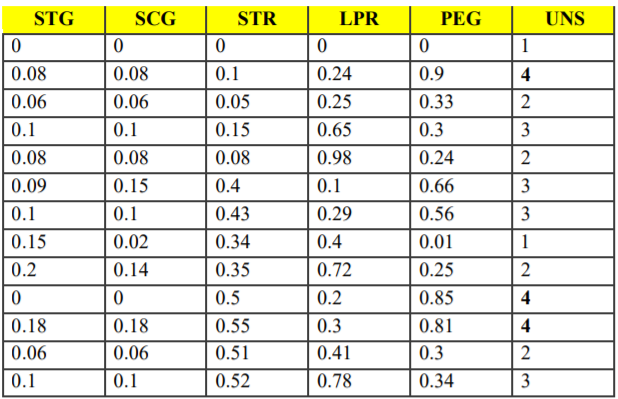 STG SCG STR LPR PEG UNS
0 0 0 0 0 1
0.08 0.08 0.1 0.24 0.9 4
0.06 0.06 0.05 0.25 0.33 2
0.1 0.1 0.15 0.65 0.3 3
0.08 0.08 0.08 0.98 0.24 2
0.09 0.15 0.4 0.1 0.66 3
0.1 0.1 0.43 0.29 0.56 3
0.15 0.02 0.34 0.4 0.01 1
0.2 0.14 0.35 0.72 0.25 2
0 0 0.5 0.2 0.85 4
0.18 0.18 0.55 0.3 0.81 4
0.06 0.06 0.51 0.41 0.3 2
0.1 0.1 0.52 0.78 0.34 3